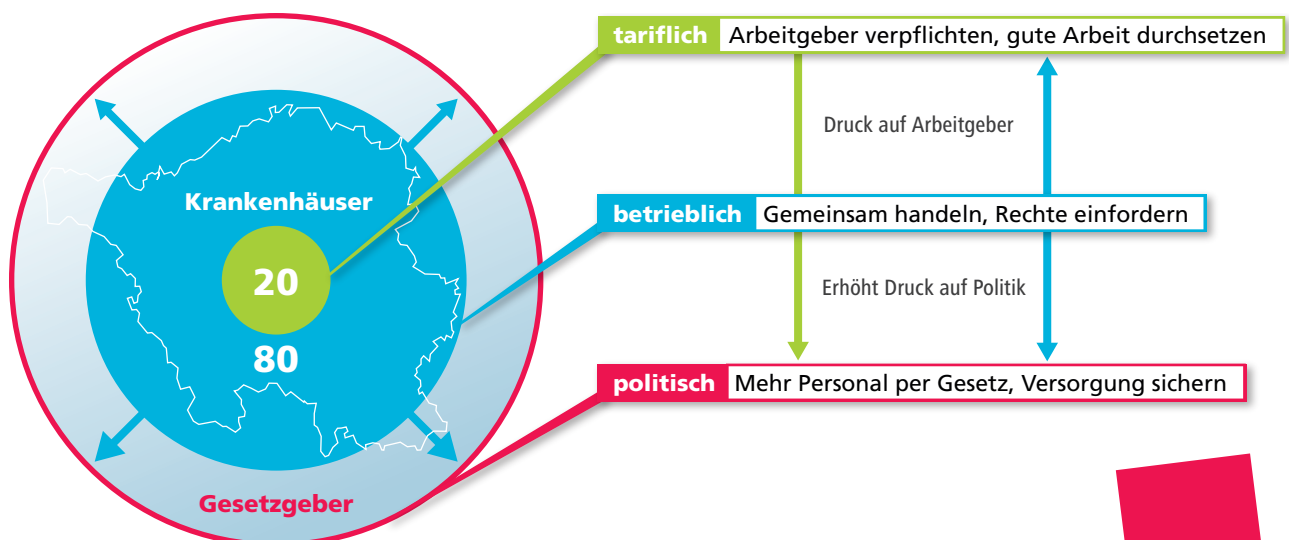 tariflich Arbeitgeber verpflichten, gute Arbeit durchsetzen
Druck auf Arbeitgeber
Krankenhäuser
betrieblich Gemeinsam handeln, Rechte einfordern
20
Erhöht Druck auf Politik
80
politisch Mehr Personal per Gesetz, Versorgung sichern
Gesetzgeber